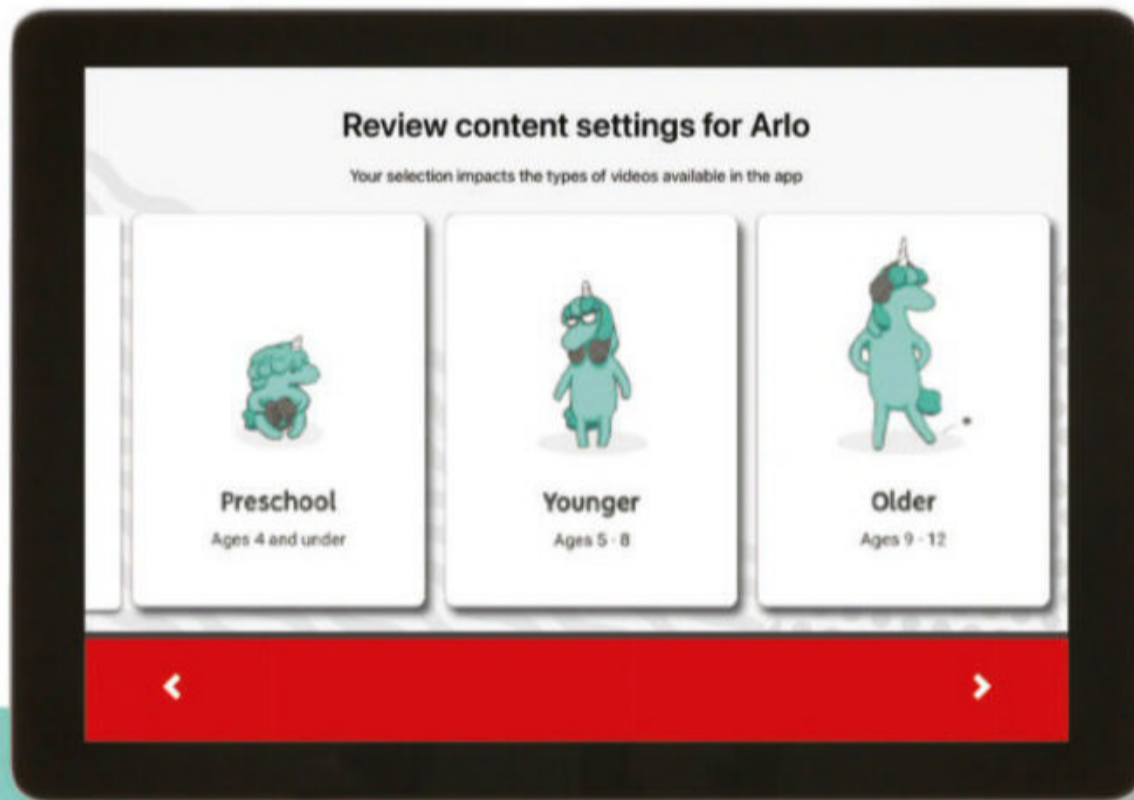 Review content settings for Arlo
Your selection impacts the types of videos available in the app
Preschool
Ages 4 and under
Younger
Ages 5 - 8
Older
Ages 9 - 12